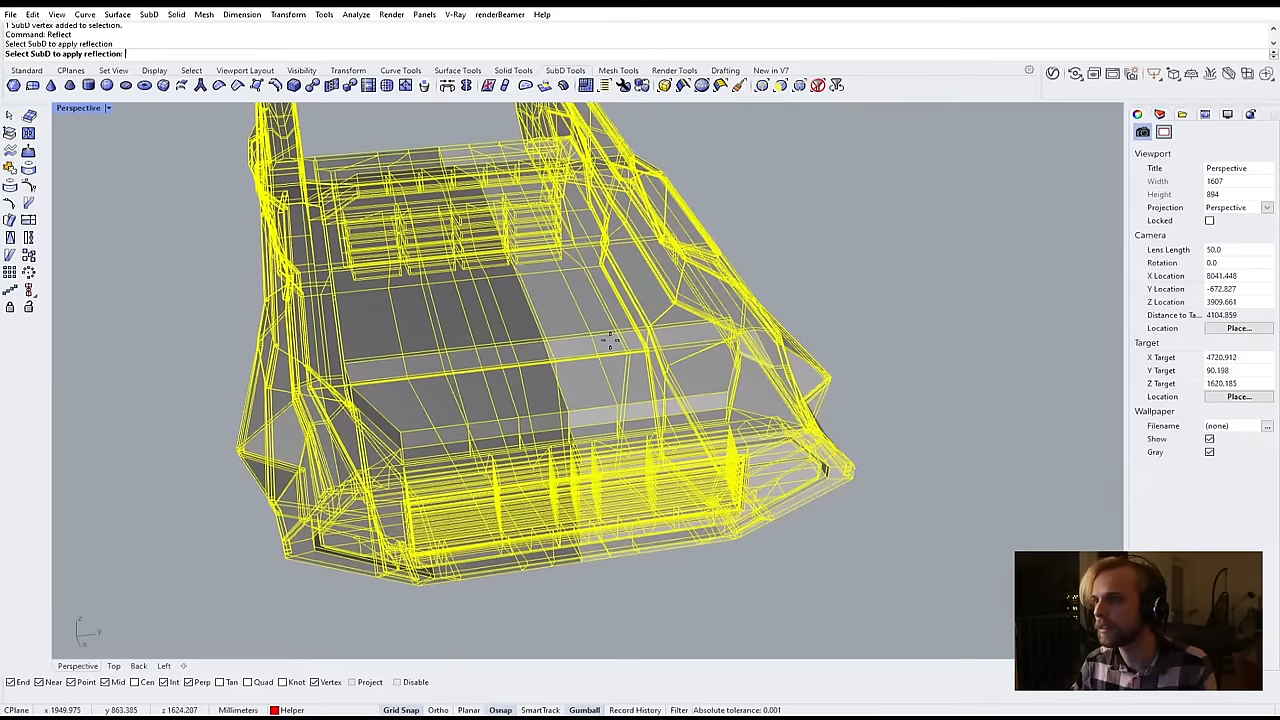 File Edit View Curve Surface SubD Solid Mesh Dimension Transform Tools Analyze Render Panels V-Ray renderBeamer Help
1 SubD vertex added to selection.
Command: Reflect
Select SubD to apply reflection
Select SubD to apply reflection:
Standard CPlanes Set View Display Select Viewport Layout Visibility Transform Curve Tools Surface Tools Solid Tools SubD Tools Mesh Tools Render Tools Drafting New in V7
Perspective
Viewport
Title Perspective
Width 1607
Height 894
Projection Perspective
Locked
Camera
Lens Length 50.0
Rotation 0.0
X Location 8041.448
Y Location -672.827
Z Location 3909.661
Distance to Ta... 4104.859
Location Place...
Target
X Target 4720.912
Y Target 90.198
Z Target 1620.185
Location Place...
Wallpaper
Filename (none) ...
Show
Gray
z
y
x
Perspective Top Back Left
End Near Point Mid Cen Int Perp Tan Quad Knot Vertex Project Disable
CPlane x 1949.975 y 863.385 z 1624.207 Millimeters Helper Grid Snap Ortho Planar Osnap SmartTrack Gumball Record History Filter Absolute tolerance: 0.001